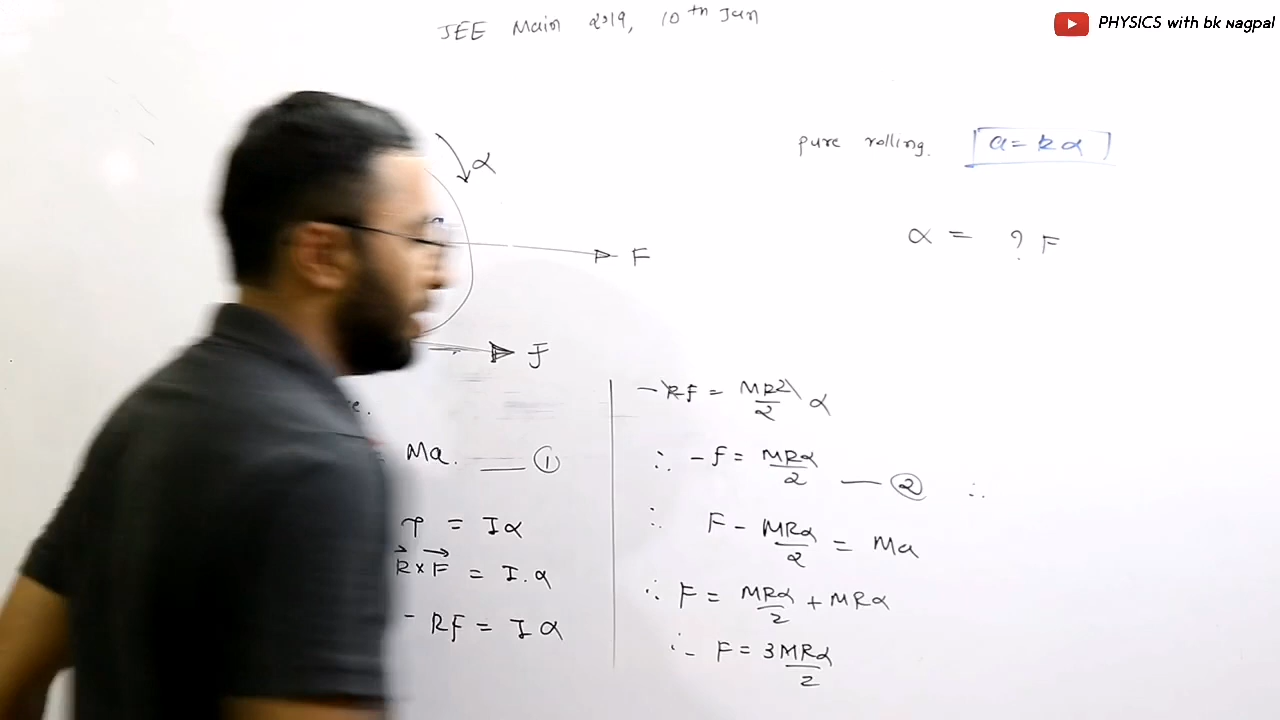 JEE Main 2019, 10th Jan
PHYSICS with bk nagpal
α
F
f
pure rolling. a = Rα
α = ? F
Ma. ①
τ = Iα
R × F = I.α
- Rf = Iα
- Rf = MR2/2 α
∴ - f = MRα/2 ②
∴
∴ F - MRα/2 = Ma
∴ F = MRα/2 + MRα
∴ F = 3MRα/2